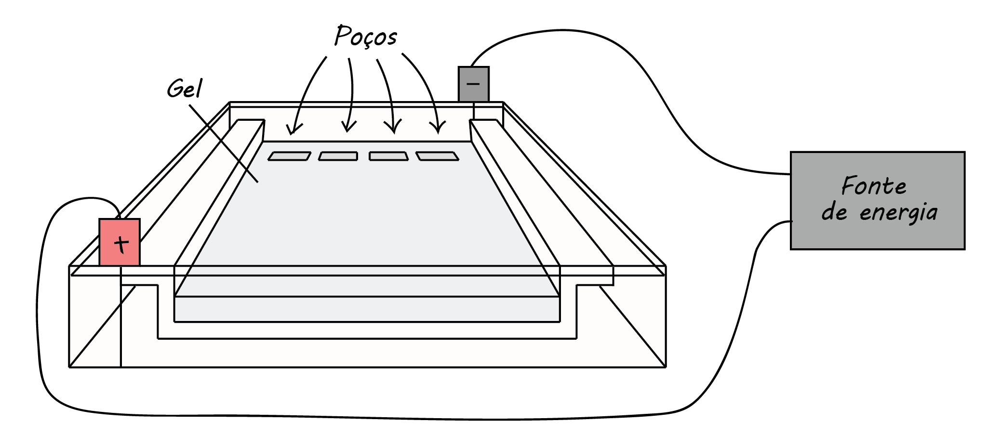 Poços
Gel
−
+
Fonte
de energia